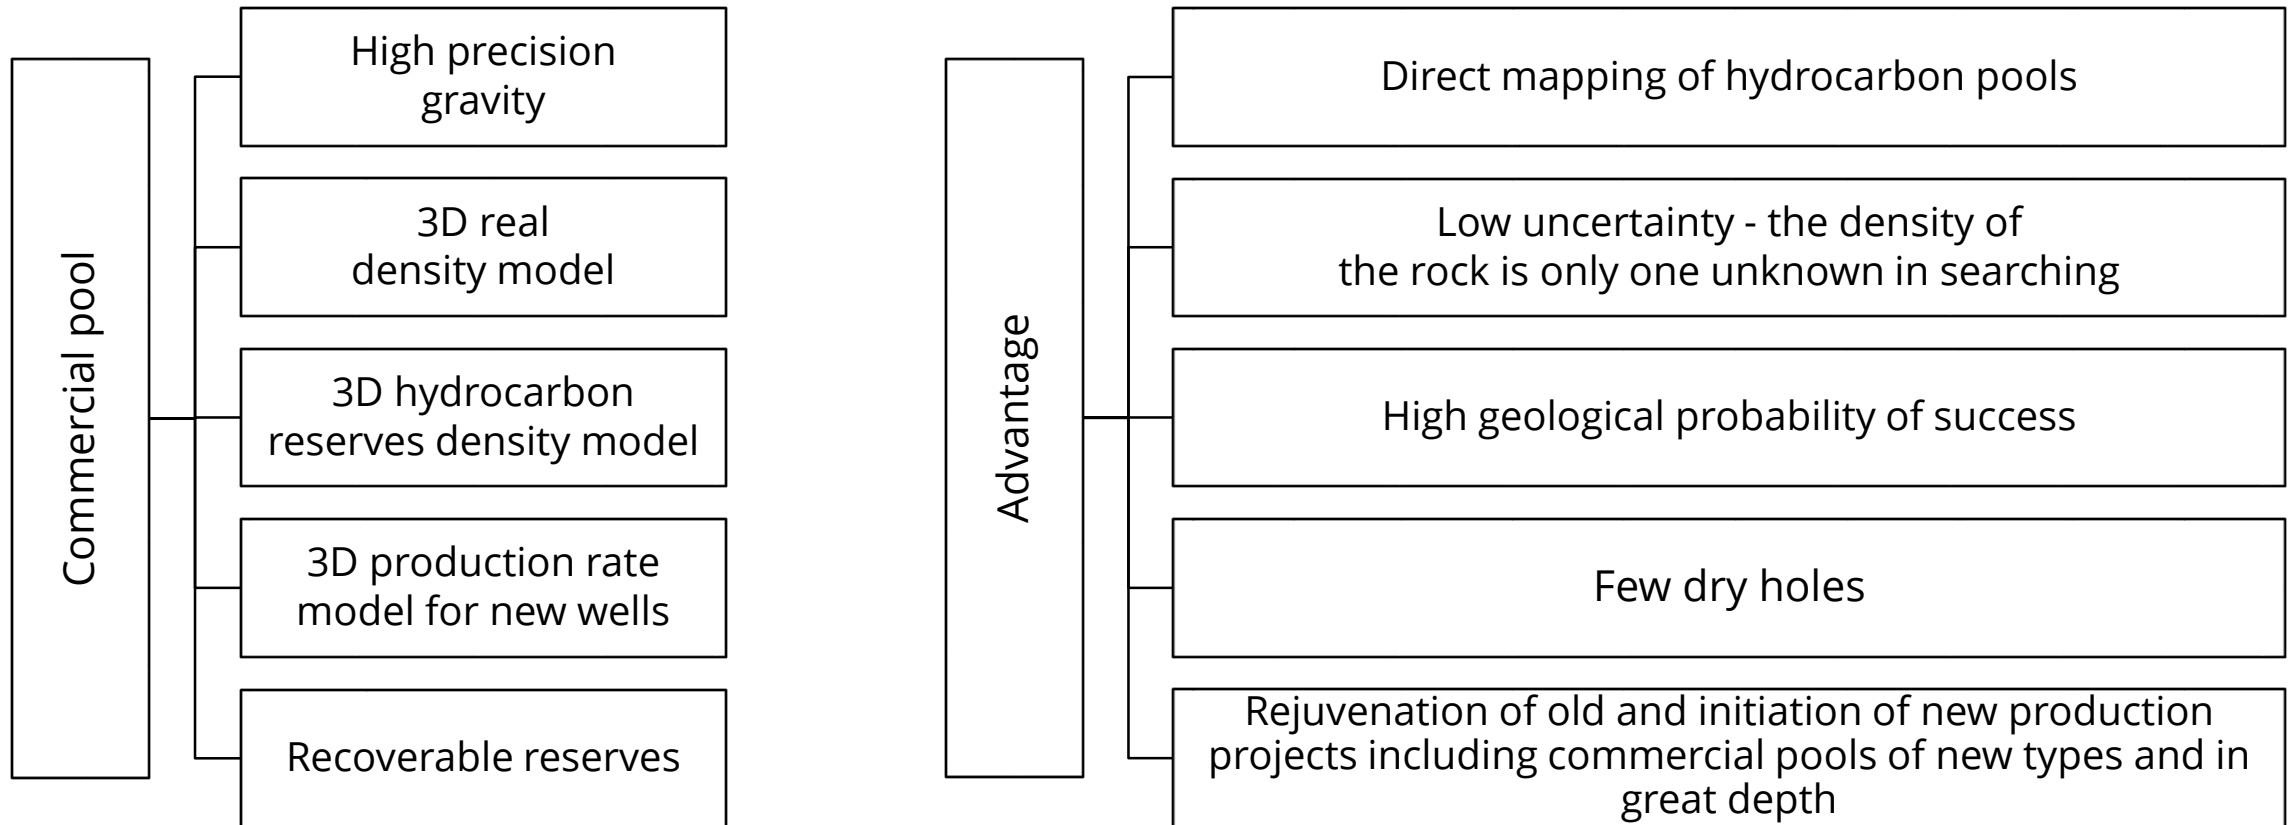 Commercial pool
High precision
gravity
3D real
density model
3D hydrocarbon
reserves density model
3D production rate
model for new wells
Recoverable reserves
Advantage
Direct mapping of hydrocarbon pools
Low uncertainty - the density of
the rock is only one unknown in searching
High geological probability of success
Few dry holes
Rejuvenation of old and initiation of new production
projects including commercial pools of new types and in
great depth